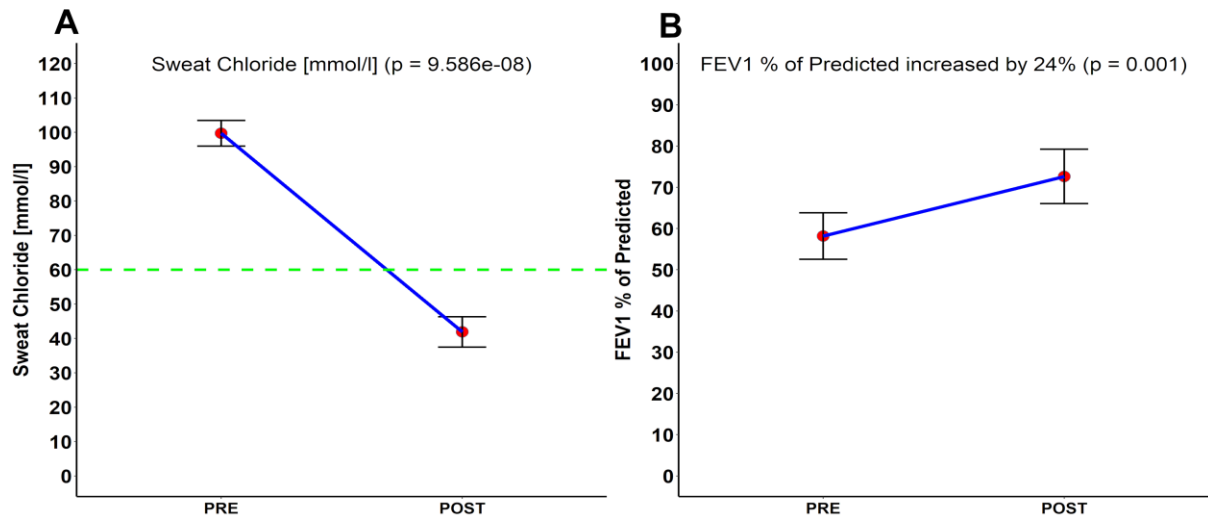 A
Sweat Chloride [mmol/l] (p = 9.586e-08)
Sweat Chloride [mmol/l]
120
110
100
90
80
70
60
50
40
30
20
10
0
PRE
POST
B
FEV1 % of Predicted increased by 24% (p = 0.001)
FEV1 % of Predicted
100
90
80
70
60
50
40
30
20
10
0
PRE
POST